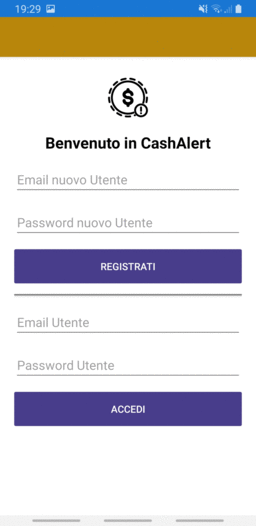 19:29
Benvenuto in CashAlert
Email nuovo Utente
Password nuovo Utente
REGISTRATI
Email Utente
Password Utente
ACCEDI